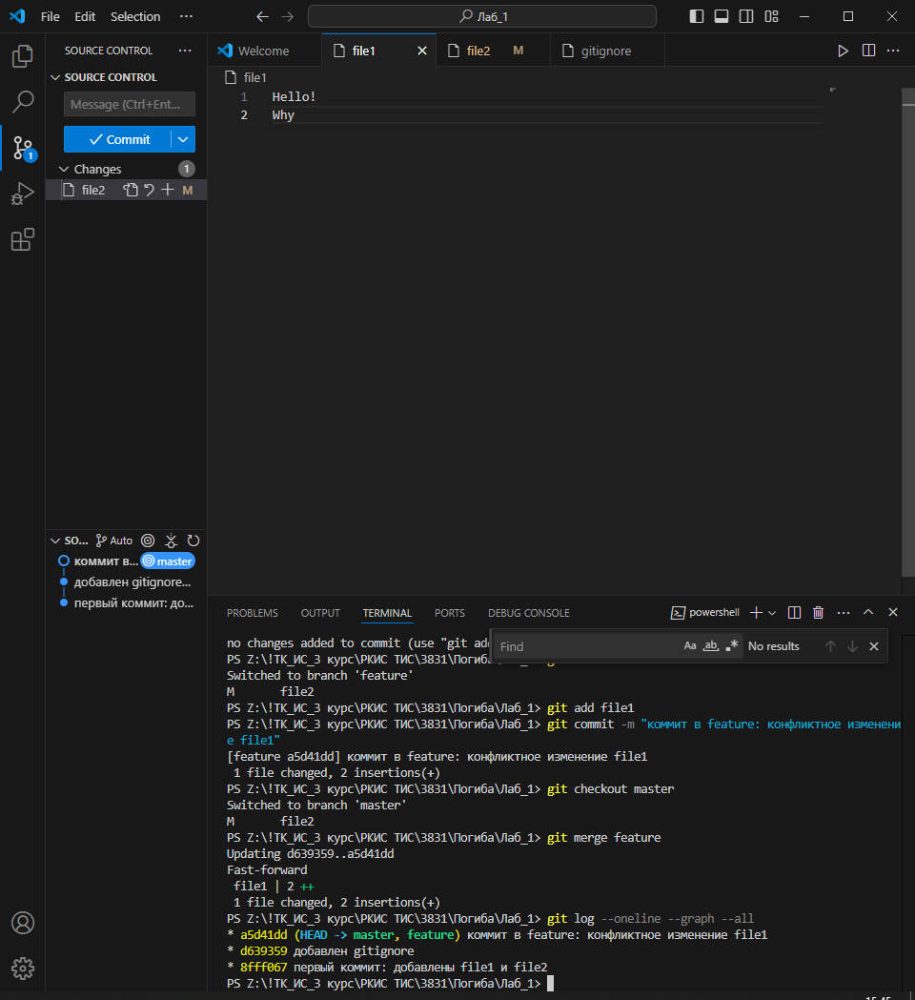 File Edit Selection ··· ← → Лаб_1
SOURCE CONTROL ···
Welcome
file1
file2 M
gitignore
SOURCE CONTROL
Message (Ctrl+Ent...
Commit
Changes 1
file2 M
1
file1
1 Hello!
2 Why
SO... Auto
коммит в... master
добавлен gitignore...
первый коммит: до...
PROBLEMS OUTPUT TERMINAL PORTS DEBUG CONSOLE powershell
Find Aa ab .* No results
no changes added to commit (use "git add
PS Z:\!ТК_ИС_3 курс\РКИС ТИС\3831\Погиба\Лаб_1>
Switched to branch 'feature'
M file2
PS Z:\!ТК_ИС_3 курс\РКИС ТИС\3831\Погиба\Лаб_1> git add file1
PS Z:\!ТК_ИС_3 курс\РКИС ТИС\3831\Погиба\Лаб_1> git commit -m "коммит в feature: конфликтное изменени
е file1"
[feature a5d41dd] коммит в feature: конфликтное изменение file1
1 file changed, 2 insertions(+)
PS Z:\!ТК_ИС_3 курс\РКИС ТИС\3831\Погиба\Лаб_1> git checkout master
Switched to branch 'master'
M file2
PS Z:\!ТК_ИС_3 курс\РКИС ТИС\3831\Погиба\Лаб_1> git merge feature
Updating d639359..a5d41dd
Fast-forward
file1 | 2 ++
1 file changed, 2 insertions(+)
PS Z:\!ТК_ИС_3 курс\РКИС ТИС\3831\Погиба\Лаб_1> git log --oneline --graph --all
* a5d41dd (HEAD -> master, feature) коммит в feature: конфликтное изменение file1
* d639359 добавлен gitignore
* 8fff067 первый коммит: добавлены file1 и file2
PS Z:\!ТК_ИС_3 курс\РКИС ТИС\3831\Погиба\Лаб_1>